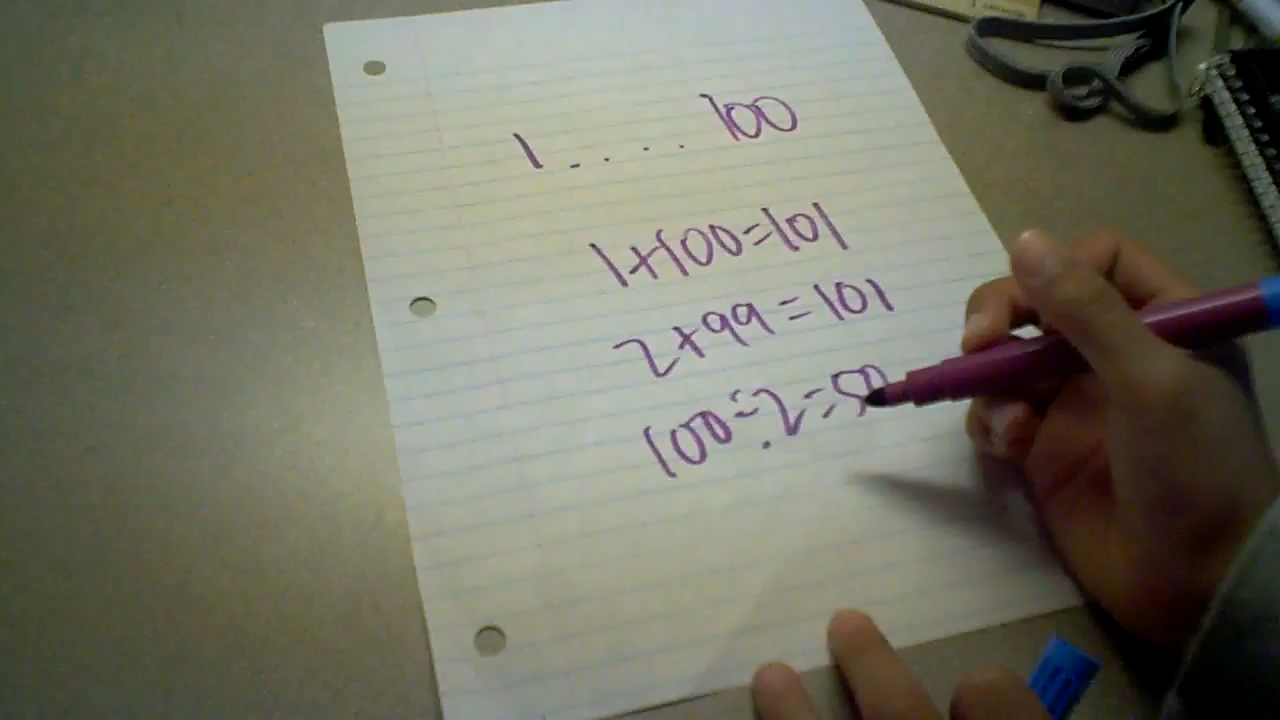 1 . . . . 100
1+100=101
2+99=101
100÷2=50